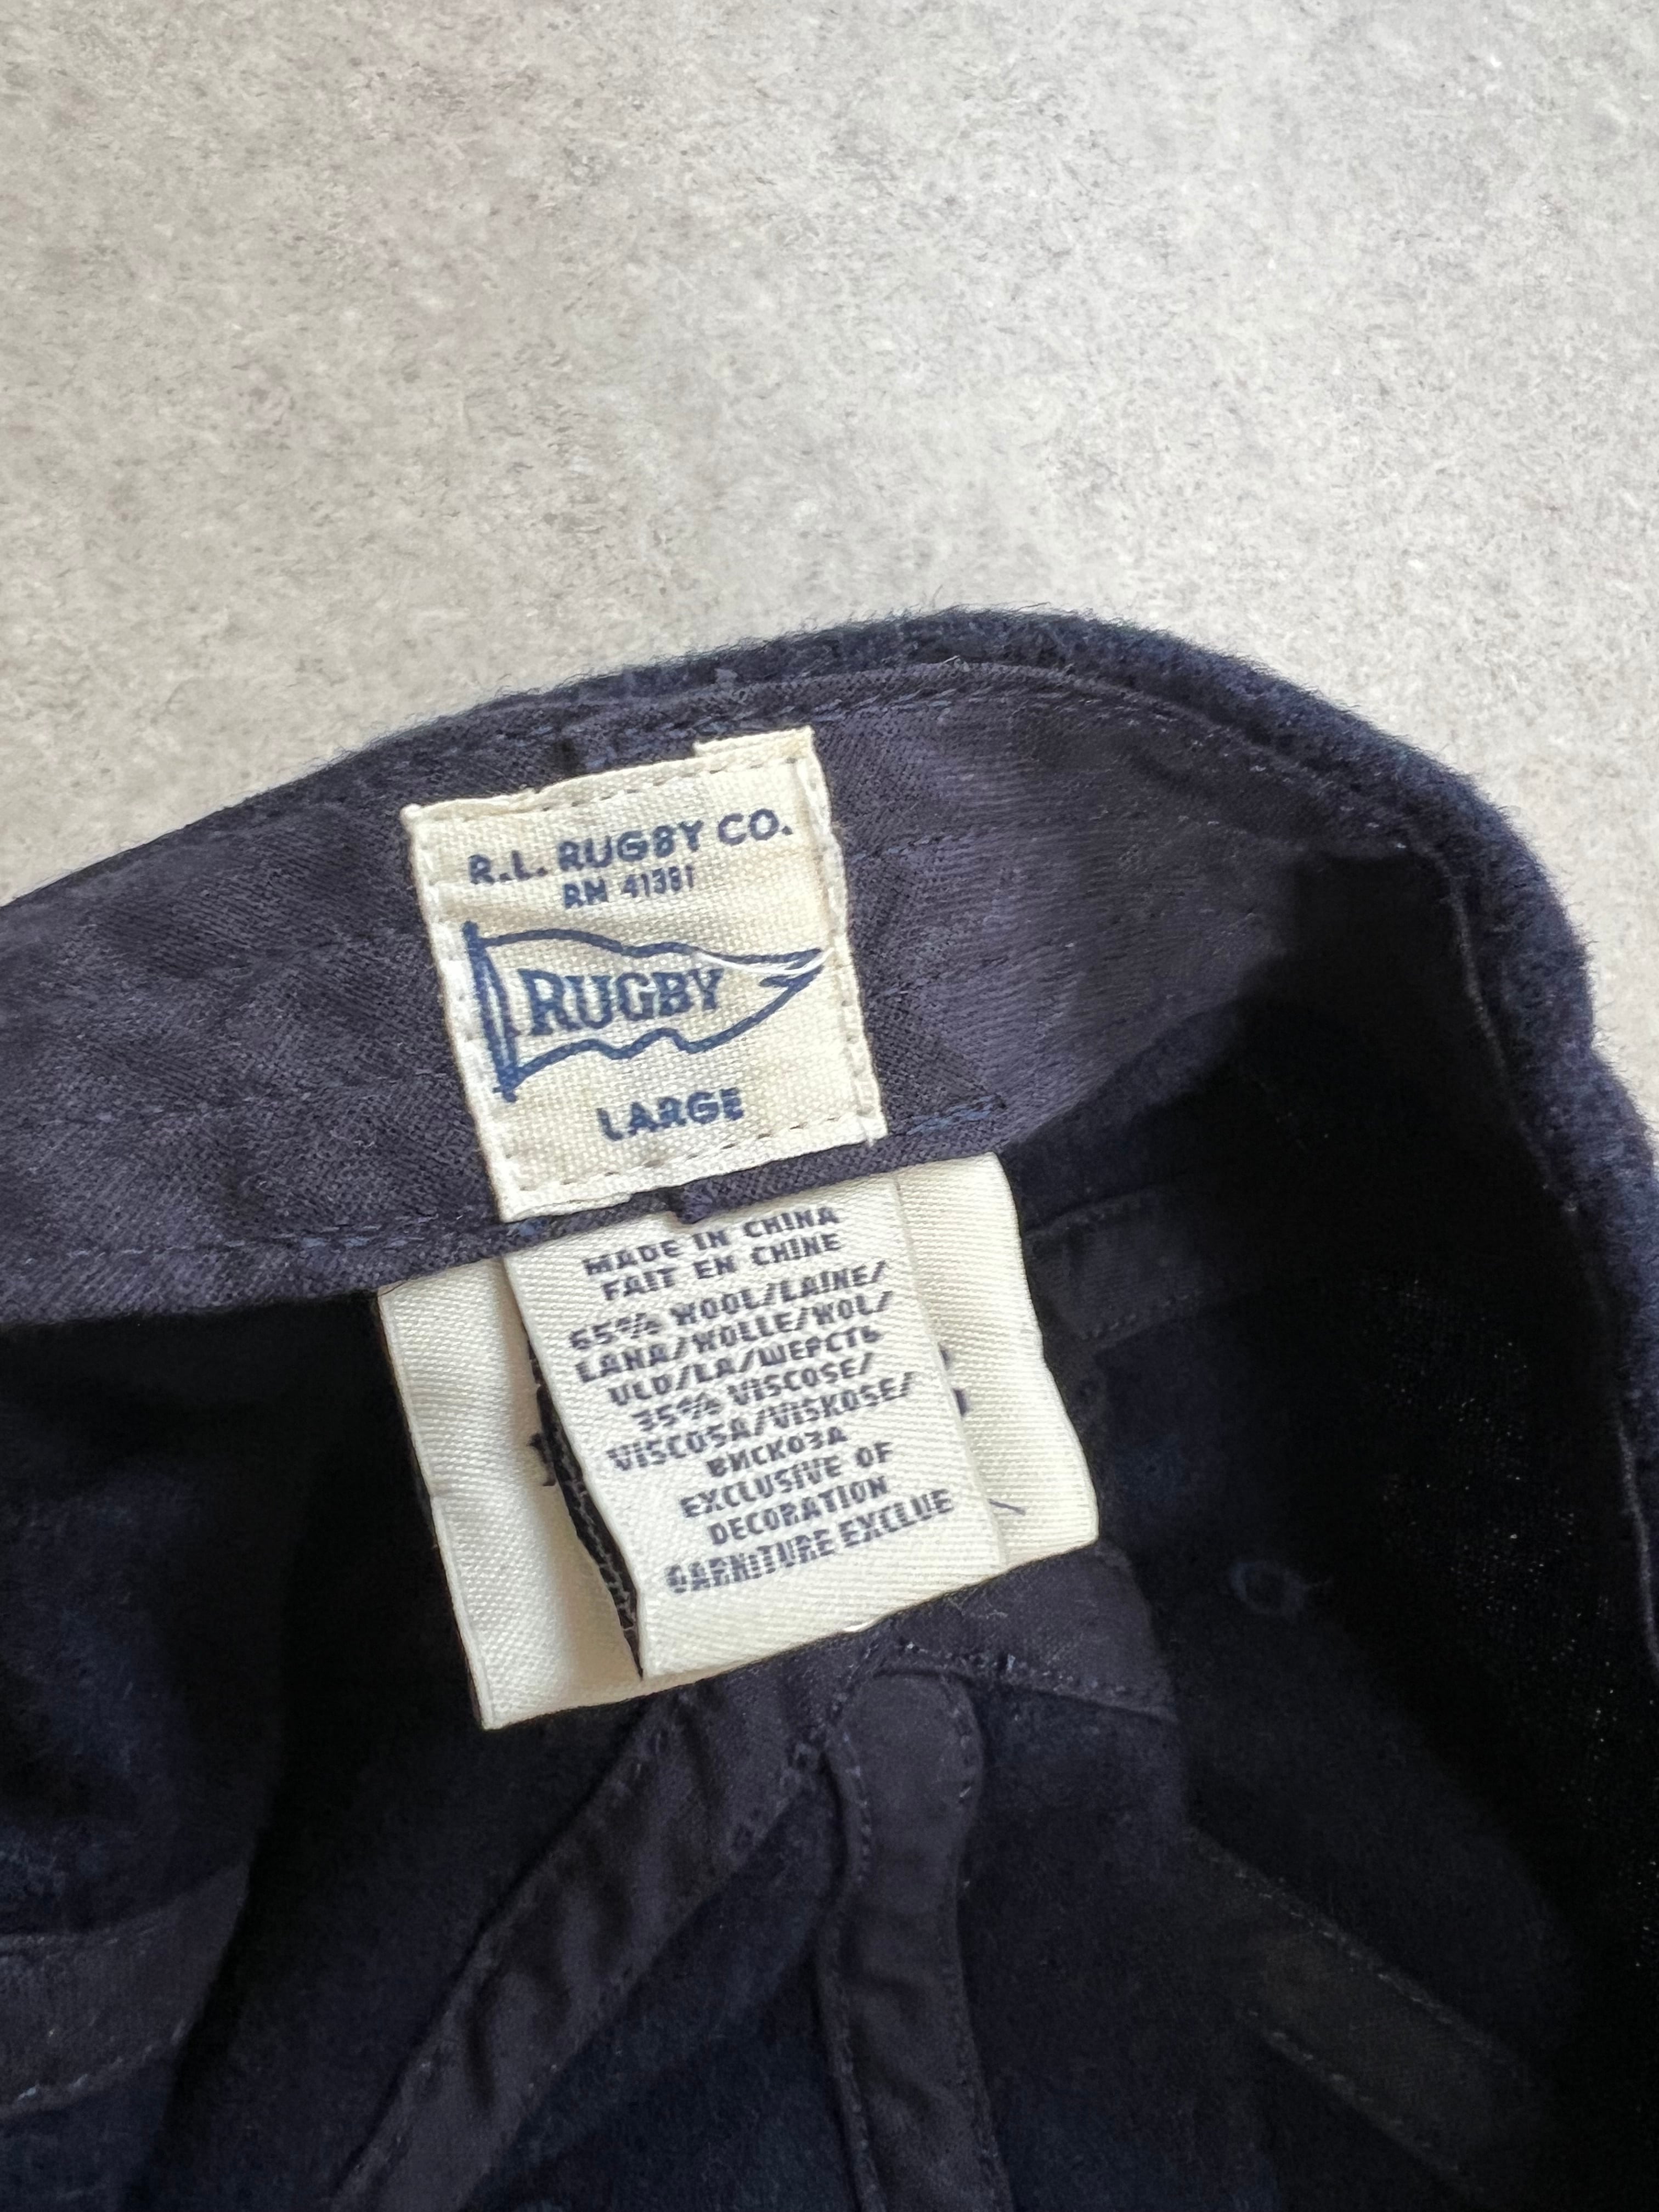 R.L. RUGBY CO.
RN 41381
RUGBY
LARGE
MADE IN CHINA
FAIT EN CHINE
65% WOOL/LAINE/
LANA/WOLLE/WOL/
ULD/LA/ШЕРСТЬ
35% VISCOSE/
VISCOSA/VISKOSE/
ВИСКОЗА
EXCLUSIVE OF
DECORATION
GARNITURE EXCLUE